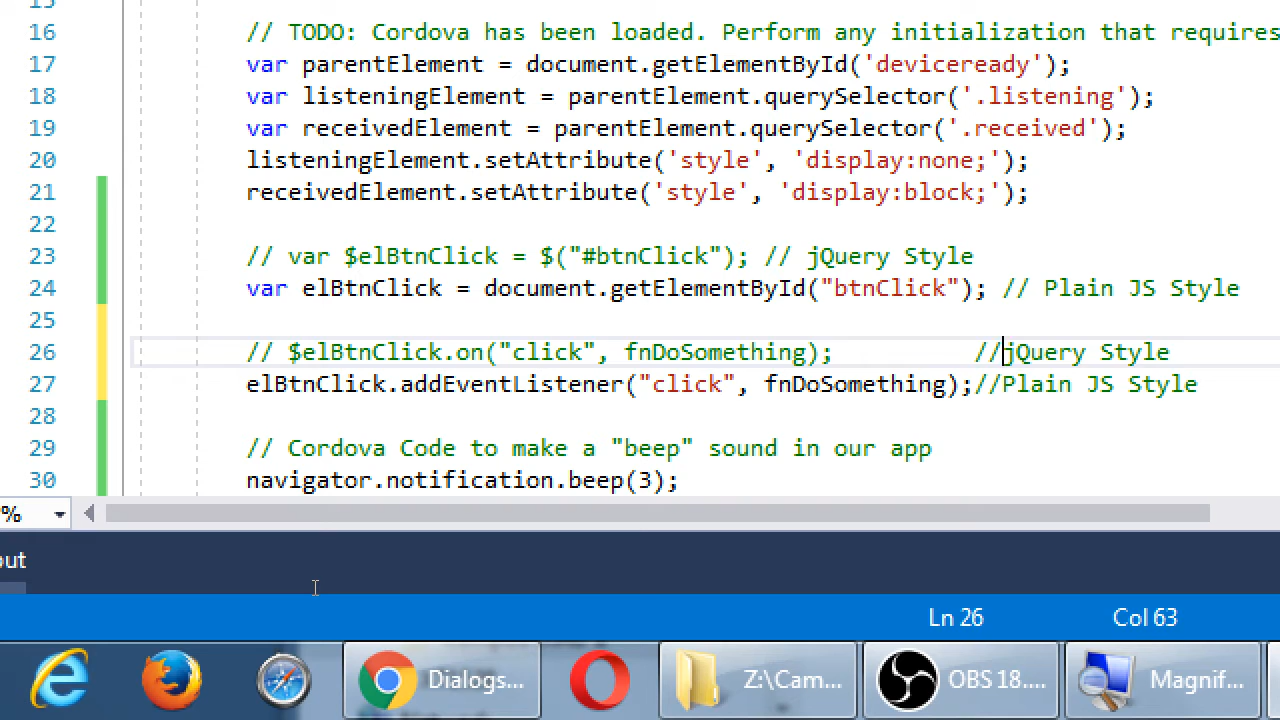 15
16 // TODO: Cordova has been loaded. Perform any initialization that requires
17 var parentElement = document.getElementById('deviceready');
18 var listeningElement = parentElement.querySelector('.listening');
19 var receivedElement = parentElement.querySelector('.received');
20 listeningElement.setAttribute('style', 'display:none;');
21 receivedElement.setAttribute('style', 'display:block;');
22
23 // var $elBtnClick = $("#btnClick"); // jQuery Style
24 var elBtnClick = document.getElementById("btnClick"); // Plain JS Style
25
26 // $elBtnClick.on("click", fnDoSomething); //jQuery Style
27 elBtnClick.addEventListener("click", fnDoSomething);//Plain JS Style
28
29 // Cordova Code to make a "beep" sound in our app
30 navigator.notification.beep(3);
%
out
Ln 26 Col 63
Dialogs... Z:\Cam... OBS 18.... Magnif...